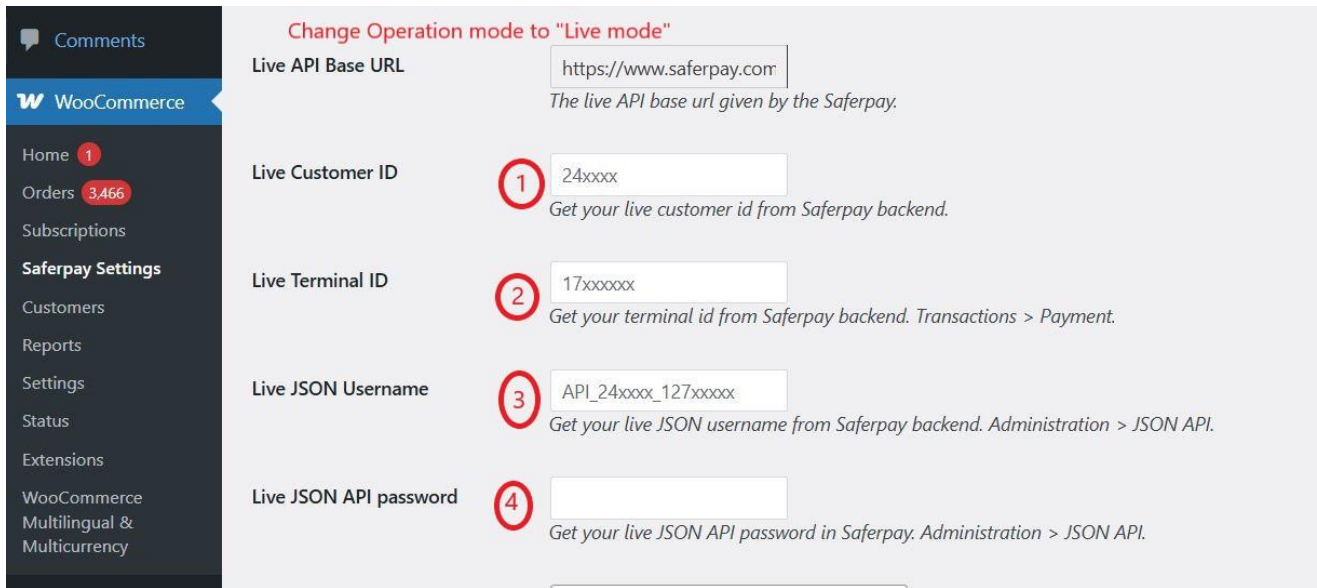 Comments
WooCommerce
Home 1
Orders 3,466
Subscriptions
Saferpay Settings
Customers
Reports
Settings
Status
Extensions
WooCommerce
Multilingual &
Multicurrency
Change Operation mode to "Live mode"
Live API Base URL
https://www.saferpay.com
The live API base url given by the Saferpay.
Live Customer ID
1
24xxxx
Get your live customer id from Saferpay backend.
Live Terminal ID
2
17xxxxxx
Get your terminal id from Saferpay backend. Transactions > Payment.
Live JSON Username
3
API_24xxxx_127xxxxx
Get your live JSON username from Saferpay backend. Administration > JSON API.
Live JSON API password
4
Get your live JSON API password in Saferpay. Administration > JSON API.